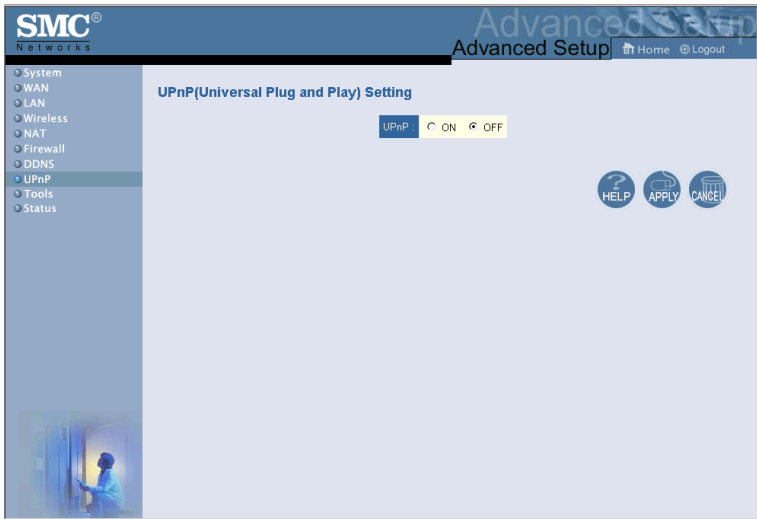 SMC®
Networks
Advanced Setup
Advanced Setup
Home
Logout
System
WAN
LAN
Wireless
NAT
Firewall
DDNS
UPnP
Tools
Status
UPnP(Universal Plug and Play) Setting
UPnP : ON OFF
HELP APPLY CANCEL